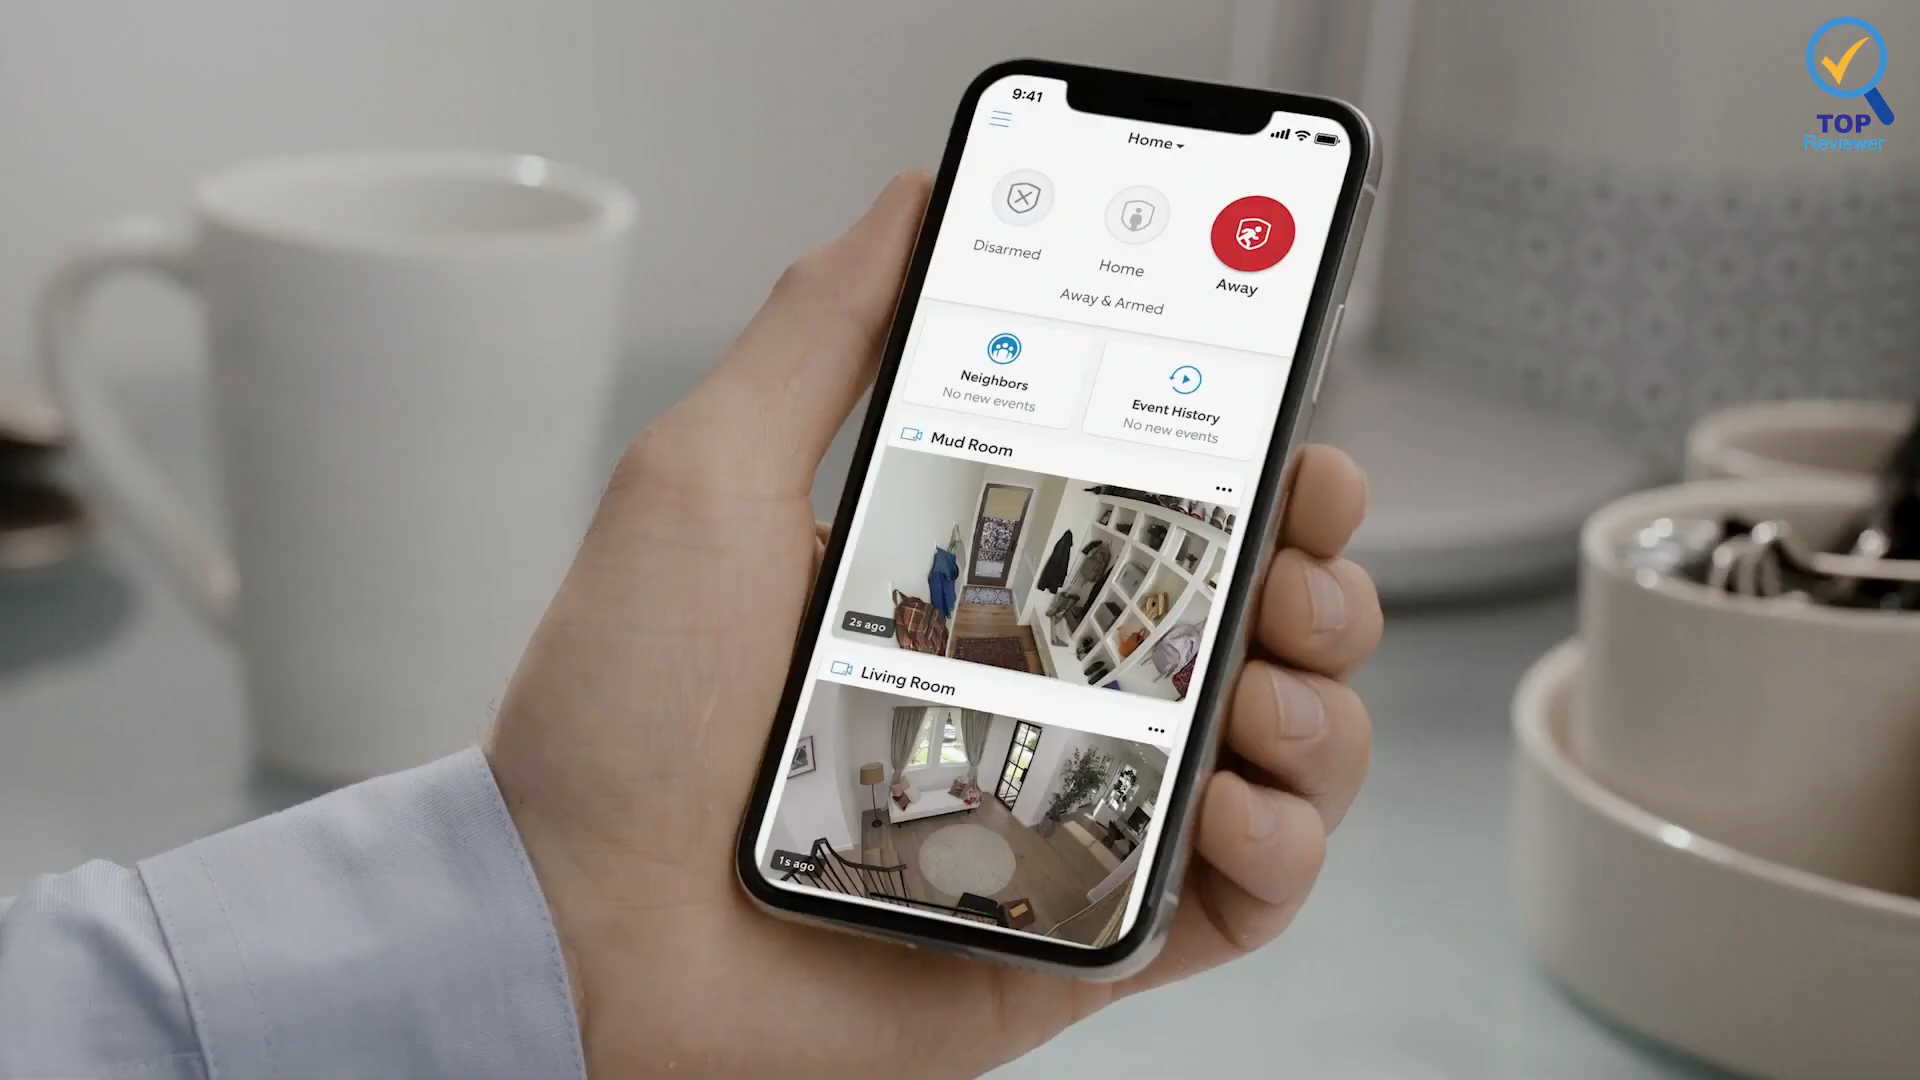 TOP
Reviewer
9:41
Home
Disarmed
Home
Away
Away & Armed
Neighbors
No new events
Event History
No new events
Mud Room
2s ago
Living Room
1s ago